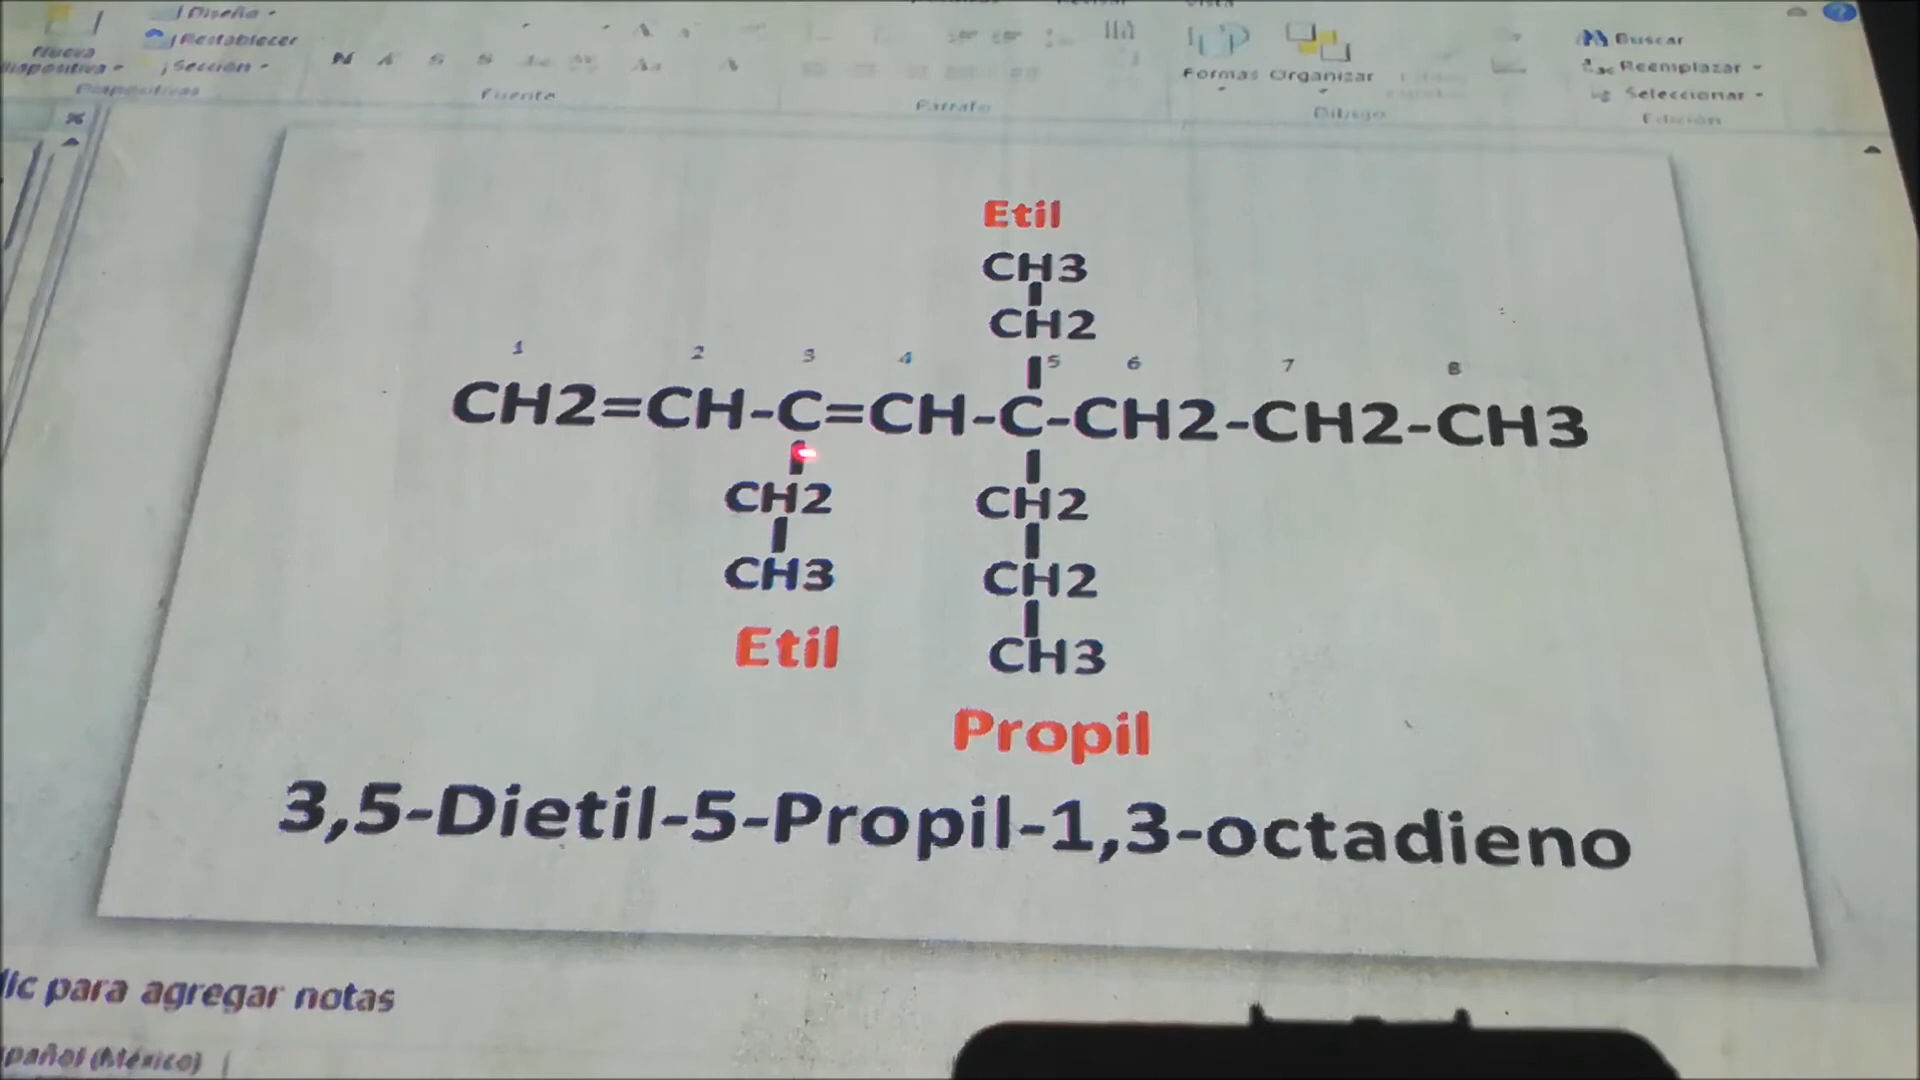 Diseño
Restablecer
Nueva
diapositiva
Sección
Diapositivas
N
Fuente
Párrafo
Formas Organizar
Dibujo
Buscar
Reemplazar
Seleccionar
Edición
Etil
CH3
CH2
1 2 3 4 5 6 7 8
CH2=CH-C=CH-C-CH2-CH2-CH3
CH2 CH2
CH3 CH2
Etil CH3
Propil
3,5-Dietil-5-Propil-1,3-octadieno
lic para agregar notas
pañol (México)